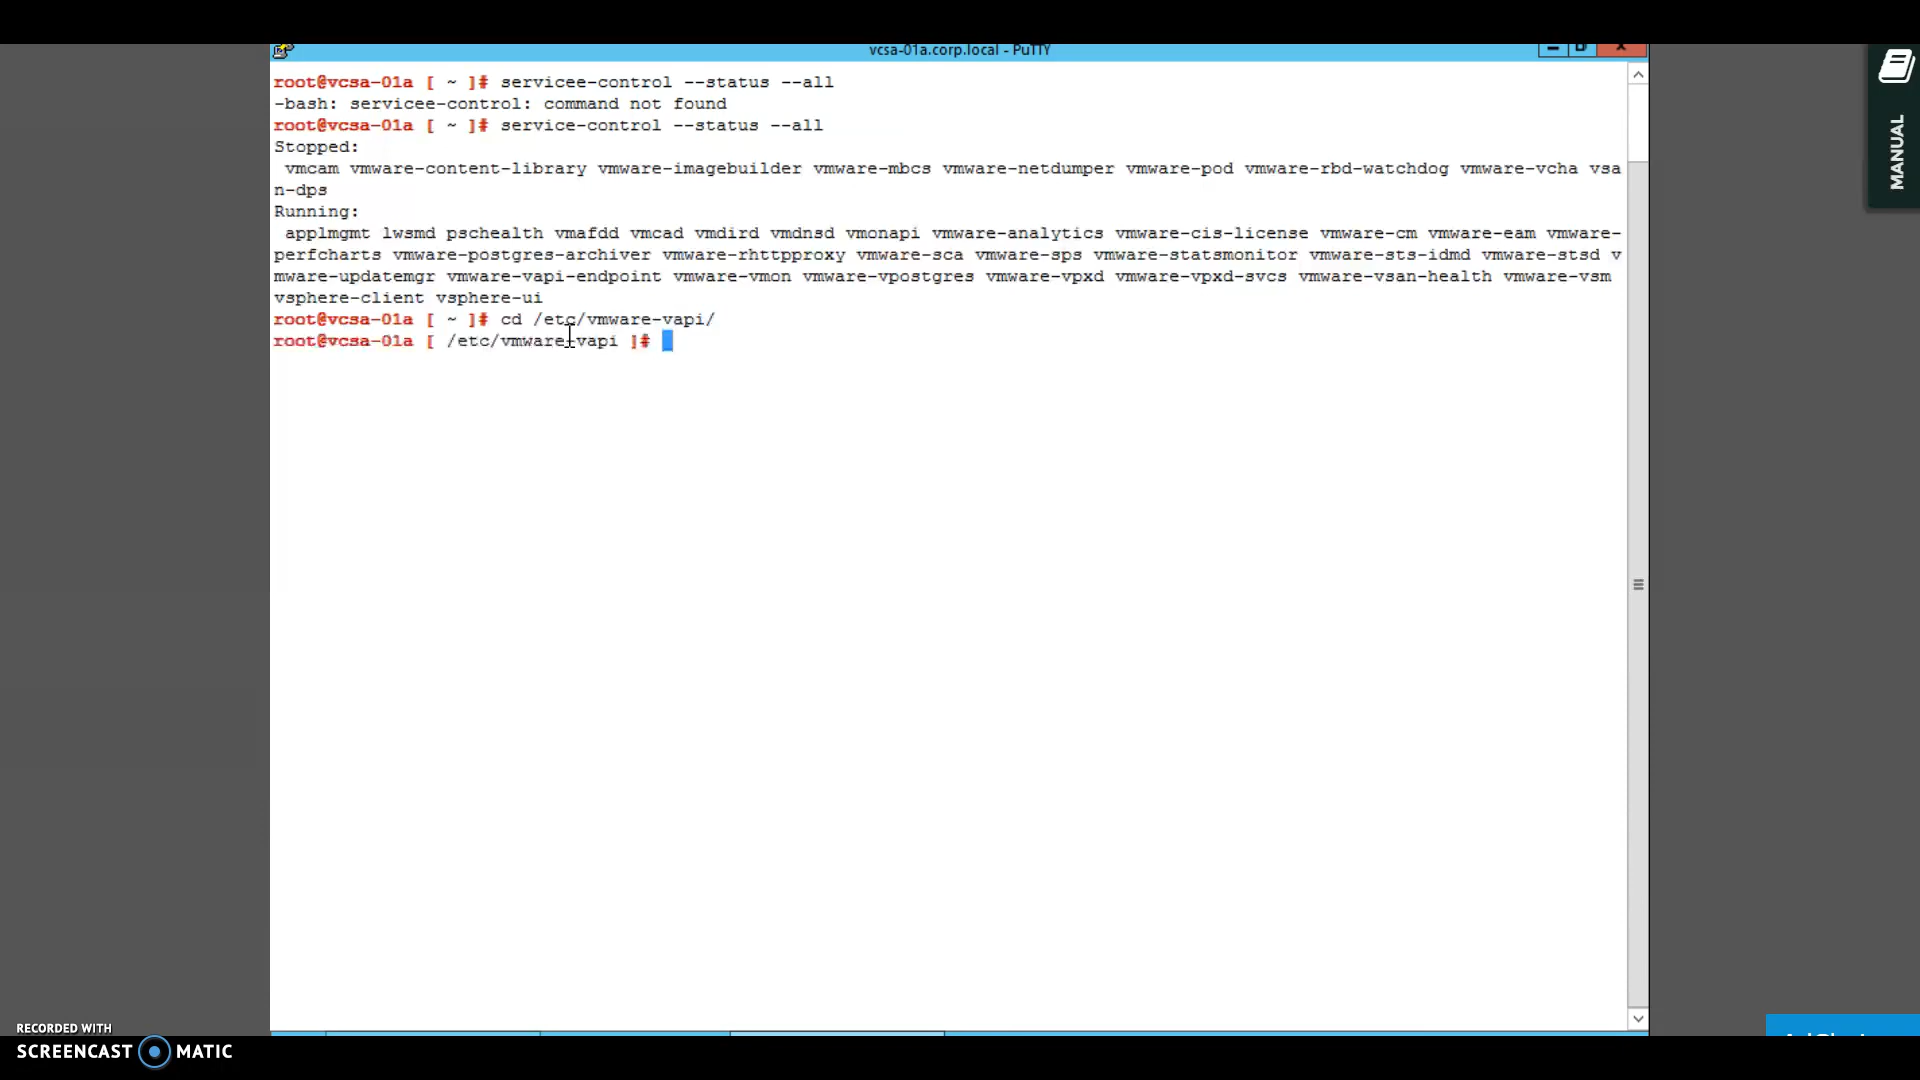 vcsa-01a.corp.local - PuTTY
root@vcsa-01a [ ~ ]# servicee-control --status --all
-bash: servicee-control: command not found
root@vcsa-01a [ ~ ]# service-control --status --all
Stopped:
 vmcam vmware-content-library vmware-imagebuilder vmware-mbcs vmware-netdumper vmware-pod vmware-rbd-watchdog vmware-vcha vsa
n-dps
Running:
 applmgmt lwsmd pschealth vmafdd vmcad vmdird vmdnsd vmonapi vmware-analytics vmware-cis-license vmware-cm vmware-eam vmware-
perfcharts vmware-postgres-archiver vmware-rhttpproxy vmware-sca vmware-sps vmware-statsmonitor vmware-sts-idmd vmware-stsd v
mware-updatemgr vmware-vapi-endpoint vmware-vmon vmware-vpostgres vmware-vpxd vmware-vpxd-svcs vmware-vsan-health vmware-vsm
vsphere-client vsphere-ui
root@vcsa-01a [ ~ ]# cd /etc/vmware-vapi/
root@vcsa-01a [ /etc/vmware-vapi ]#
MANUAL
RECORDED WITH
SCREENCAST MATIC